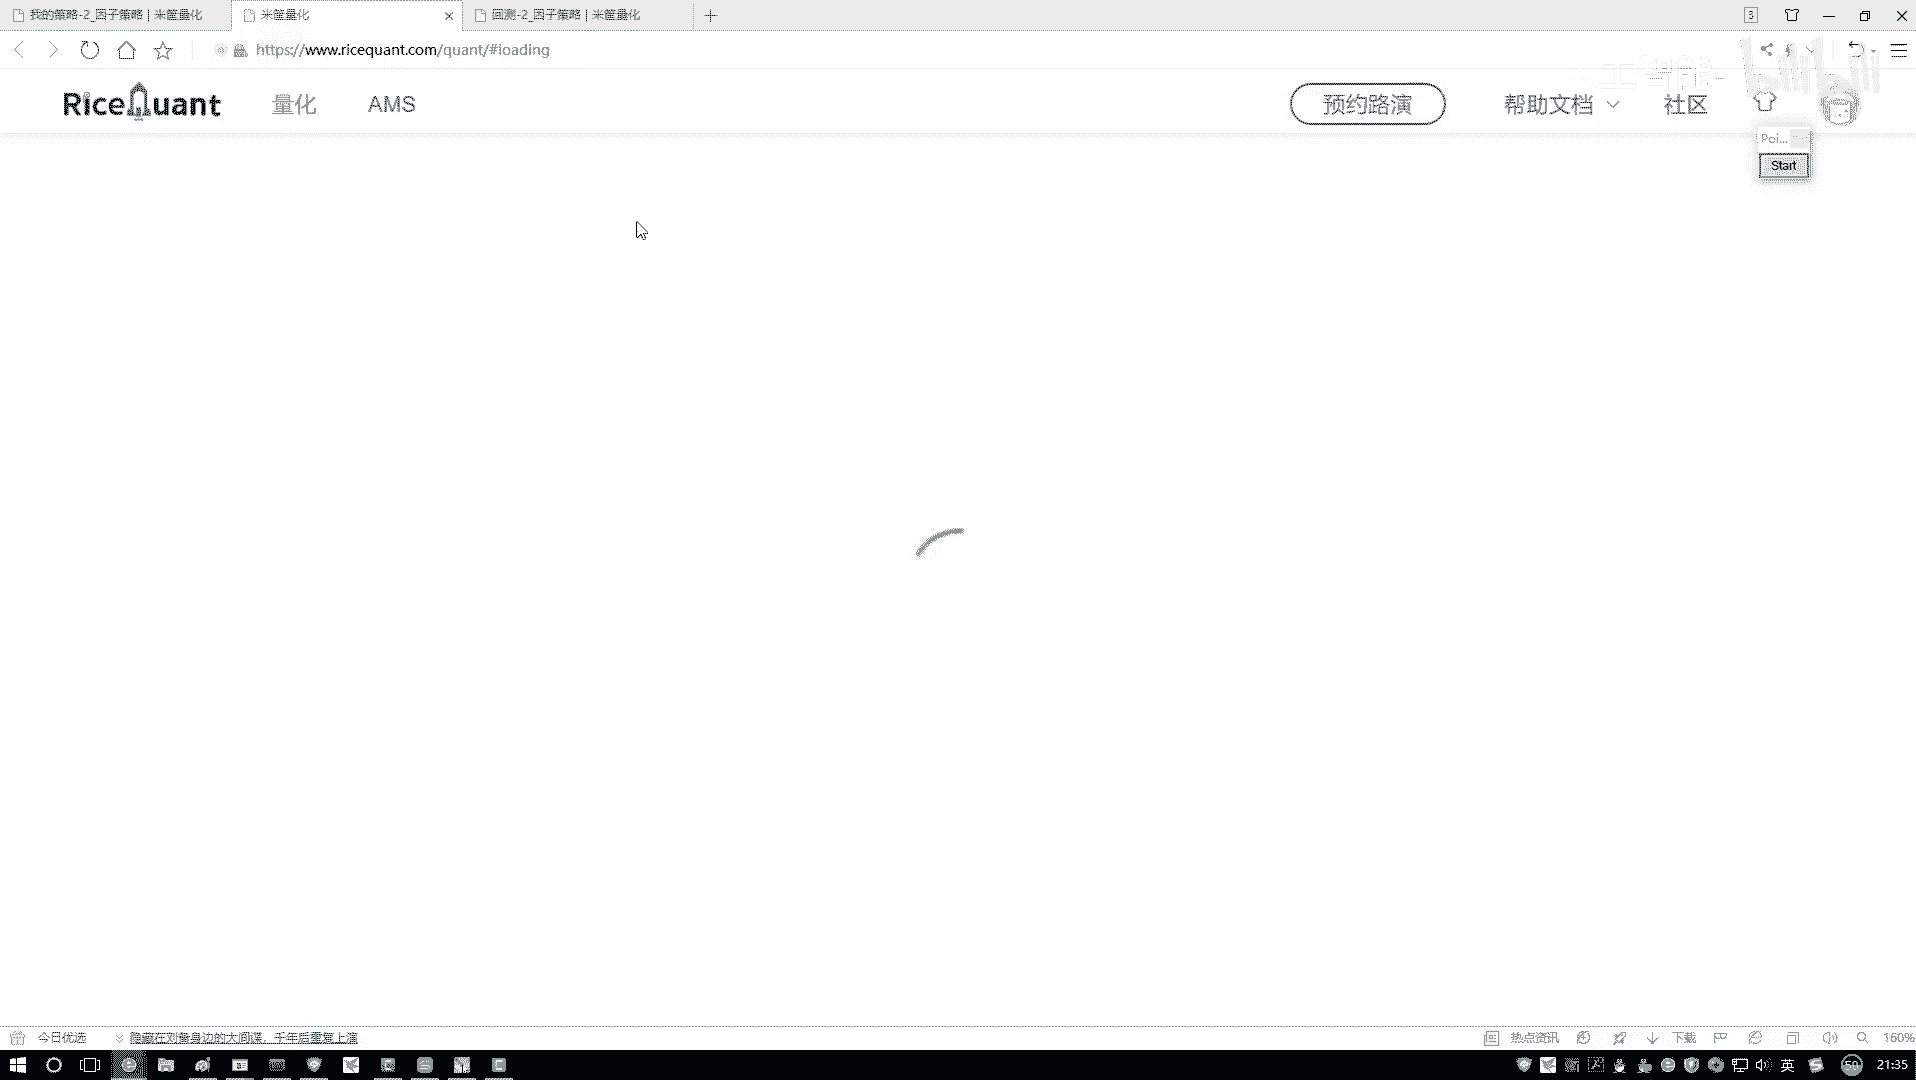 我的策略-2_因子策略 | 米筐量化
米筐量化
回测-2_因子策略 | 米筐量化
3
https://www.ricequant.com/quant/#loading
RiceQuant
量化
AMS
预约路演
帮助文档
社区
bilibili
Poi...
Start
今日优选
隐藏在刘备身边的大间谍，千年后重复上演
热点资讯
下载
160%
英
50
21:35